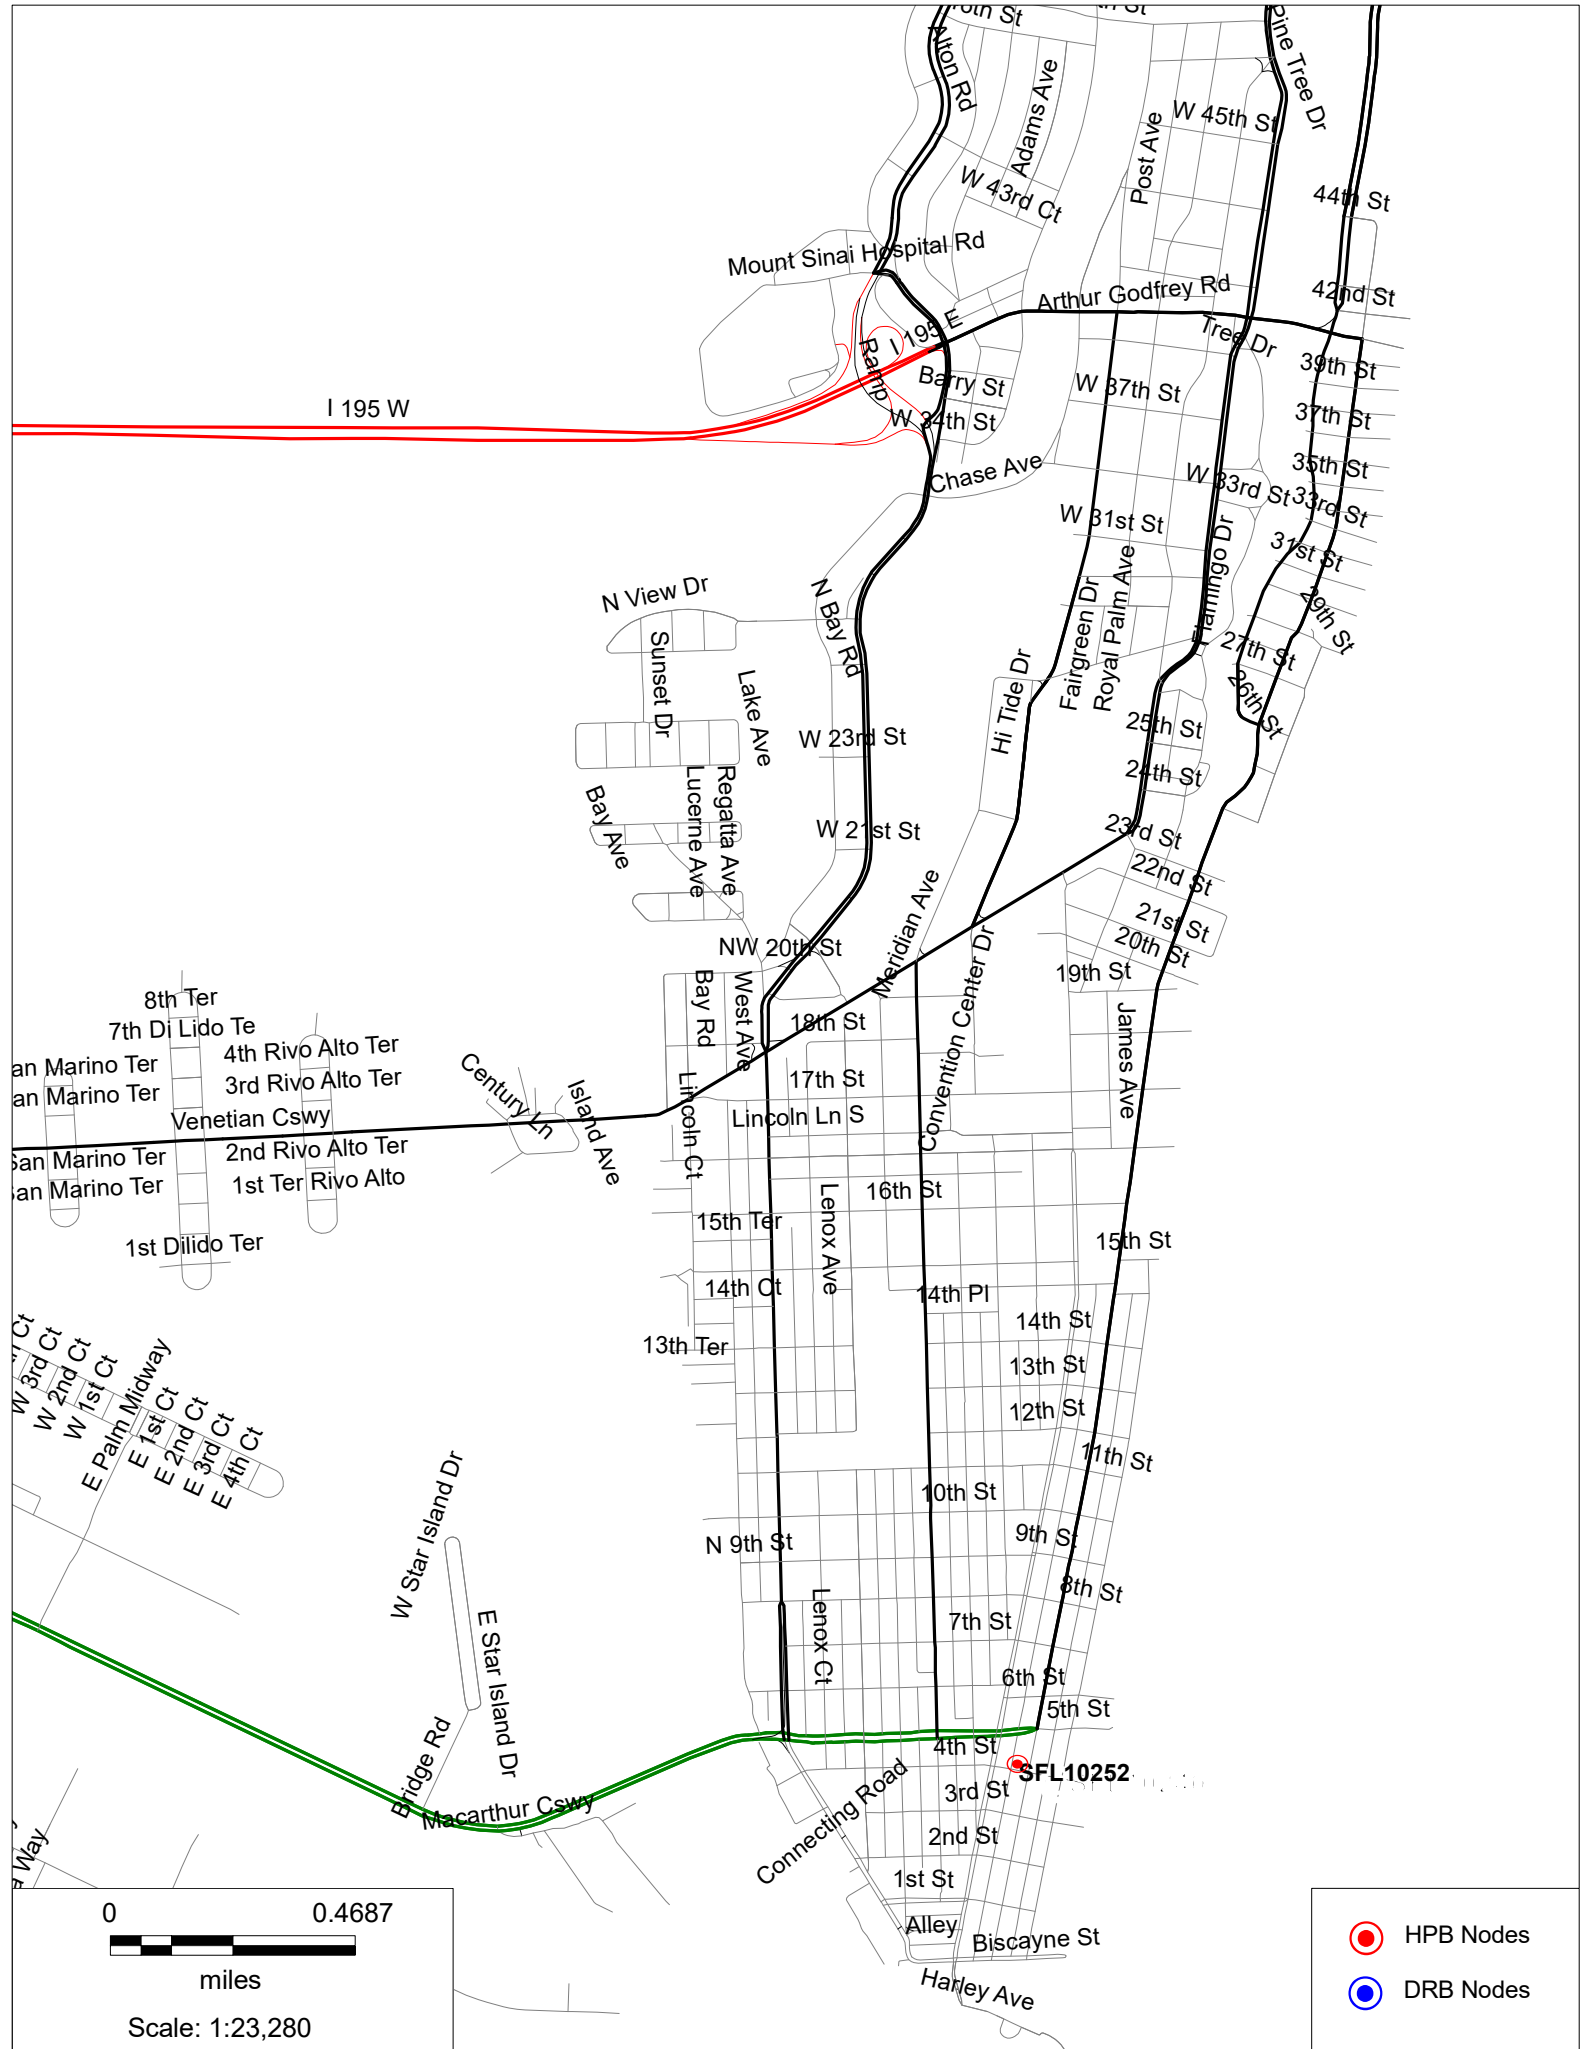 Alton Rd
Pine Tree Dr
Adams Ave
W 45th St
Post Ave
W 43rd Ct
44th St
Mount Sinai Hospital Rd
42nd St
Arthur Godfrey Rd
I 195 E
Tree Dr
Ramp
39th St
Barry St
W 37th St
I 195 W
W 34th St
37th St
35th St
Chase Ave
W 33rd St
33rd St
W 31st St
31st St
Flamingo Dr
N View Dr
N Bay Rd
Fairgreen Dr
Royal Palm Ave
29th St
27th St
Sunset Dr
Lake Ave
Hi Tide Dr
26th St
25th St
W 23rd St
24th St
Lucerne Ave
Regatta Ave
Bay Ave
W 21st St
23rd St
22nd St
Meridian Ave
21st St
NW 20th St
20th St
19th St
Convention Center Dr
8th Ter
Bay Rd
West Ave
7th Di Lido Te
18th St
James Ave
4th Rivo Alto Ter
an Marino Ter
3rd Rivo Alto Ter
17th St
an Marino Ter
Century Ln
Island Ave
Lincoln Ct
Venetian Cswy
Lincoln Ln S
2nd Rivo Alto Ter
San Marino Ter
1st Ter Rivo Alto
an Marino Ter
16th St
Lenox Ave
15th Ter
1st Dilido Ter
15th St
14th Ct
14th Pl
14th St
13th Ter
13th St
Ct
W 3rd Ct
W 2nd Ct
W 1st Ct
E Palm Midway
E 1st Ct
E 2nd Ct
E 3rd Ct
E 4th Ct
12th St
11th St
10th St
W Star Island Dr
N 9th St
9th St
8th St
Lenox Ct
7th St
E Star Island Dr
6th St
5th St
Bridge Rd
4th St
SFL10252
Macarthur Cswy
Connecting Road
3rd St
2nd St
1st St
Way
Alley
Biscayne St
Harley Ave
0 0.4687
miles
Scale: 1:23,280
HPB Nodes
DRB Nodes